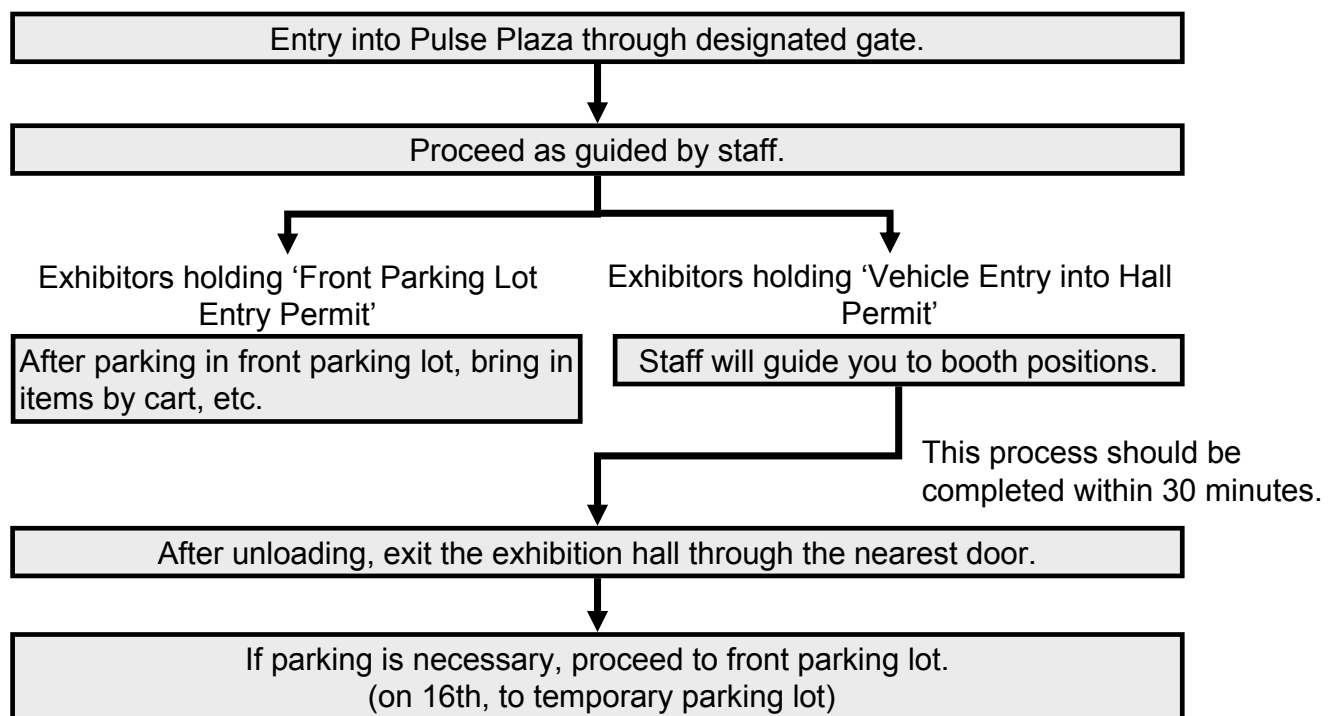 Entry into Pulse Plaza through designated gate.
Proceed as guided by staff.
Exhibitors holding ‘Front Parking Lot
Entry Permit’
After parking in front parking lot, bring in
items by cart, etc.
Exhibitors holding ‘Vehicle Entry into Hall
Permit’
Staff will guide you to booth positions.
This process should be
completed within 30 minutes.
After unloading, exit the exhibition hall through the nearest door.
If parking is necessary, proceed to front parking lot.
(on 16th, to temporary parking lot)